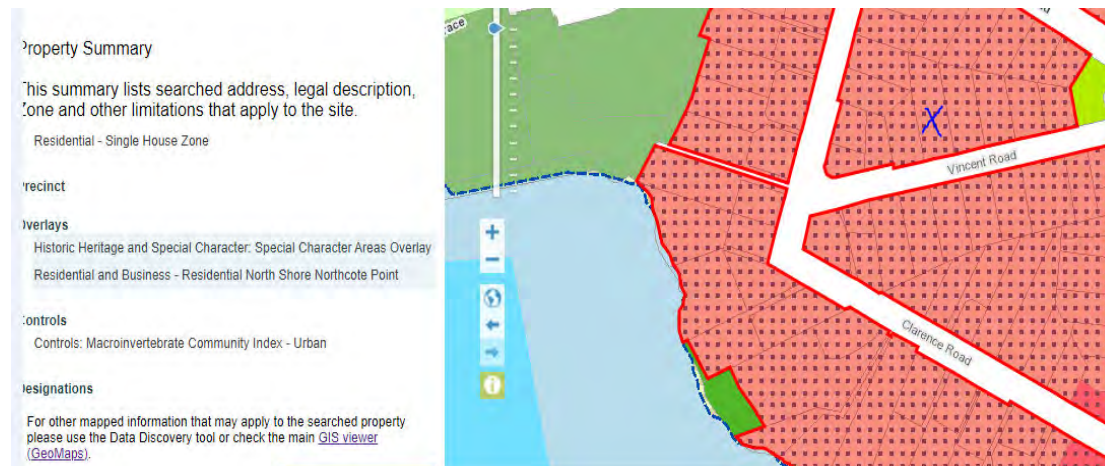 Property Summary
This summary lists searched address, legal description,
Zone and other limitations that apply to the site.
Residential - Single House Zone
Precinct
Overlays
Historic Heritage and Special Character: Special Character Areas Overlay
Residential and Business - Residential North Shore Northcote Point
Controls
Controls: Macroinvertebrate Community Index - Urban
Designations
For other mapped information that may apply to the searched property
please use the Data Discovery tool or check the main GIS viewer
(GeoMaps).
X
Vincent Road
Clarence Road